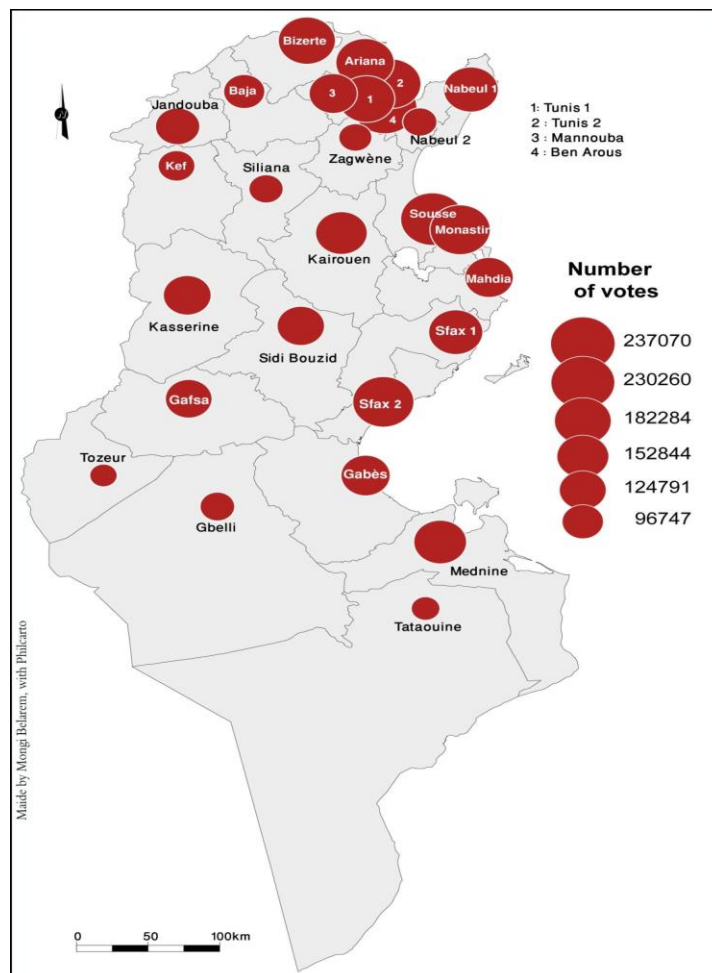 Bizerte
Ariana
Baja
3
2
1
Nabeul 1
4
Jandouba
Nabeul 2
Zagwène
Kef
Siliana
1: Tunis 1
2 : Tunis 2
3 : Mannouba
4 : Ben Arous
Sousse
Monastir
Kairouen
Mahdia
Kasserine
Sidi Bouzid
Sfax 1
Gafsa
Sfax 2
Tozeur
Gbelli
Gabès
Mednine
Tataouine
Number
of votes
237070
230260
182284
152844
124791
96747
Maide by Mongi Belarem, with Philcarto
0 50 100km